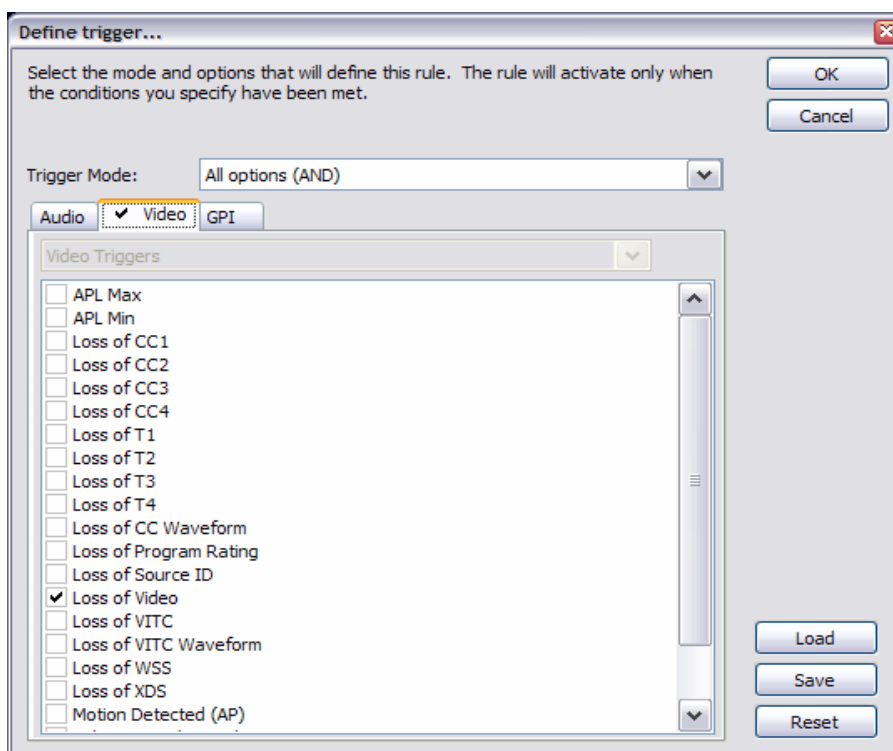 Define trigger...
Select the mode and options that will define this rule. The rule will activate only when
the conditions you specify have been met.
OK
Cancel
Trigger Mode:
All options (AND)
Audio
Video
GPI
Video Triggers
APL Max
APL Min
Loss of CC1
Loss of CC2
Loss of CC3
Loss of CC4
Loss of T1
Loss of T2
Loss of T3
Loss of T4
Loss of CC Waveform
Loss of Program Rating
Loss of Source ID
Loss of Video
Loss of VITC
Loss of VITC Waveform
Loss of WSS
Loss of XDS
Motion Detected (AP)
Load
Save
Reset